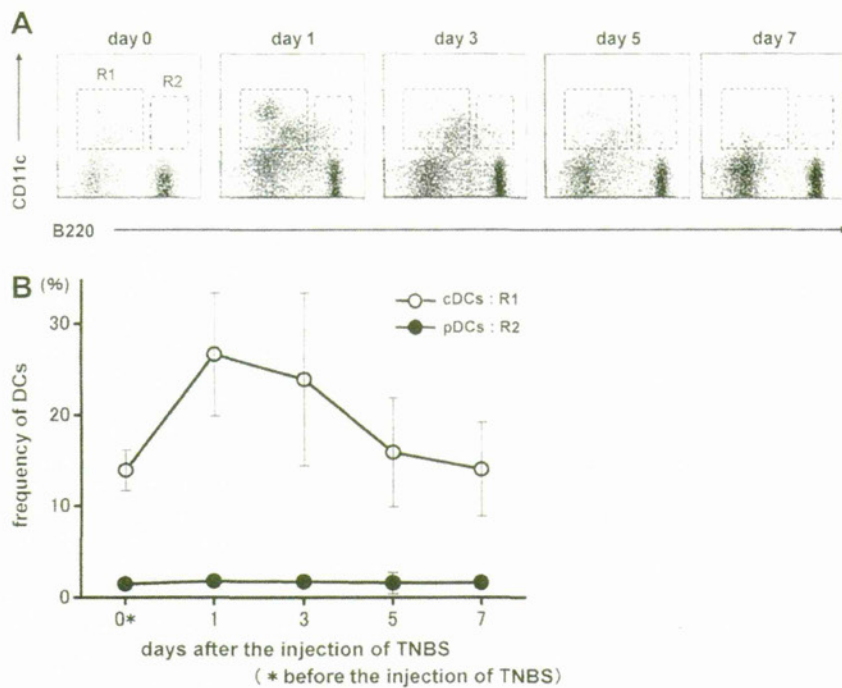 A
day 0 day 1 day 3 day 5 day 7
R1 R2
CD11c
B220
B
(%)
cDCs : R1
pDCs : R2
30
20
10
0
frequency of DCs
0* 1 3 5 7
days after the injection of TNBS
( * before the injection of TNBS)